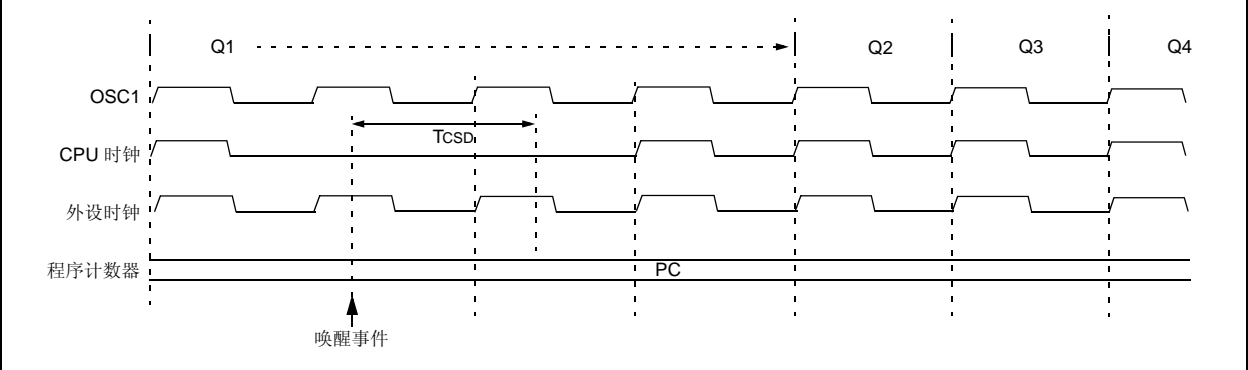 Q1 Q2 Q3 Q4
OSC1
TCSD
CPU 时钟
外设时钟
程序计数器 PC
唤醒事件